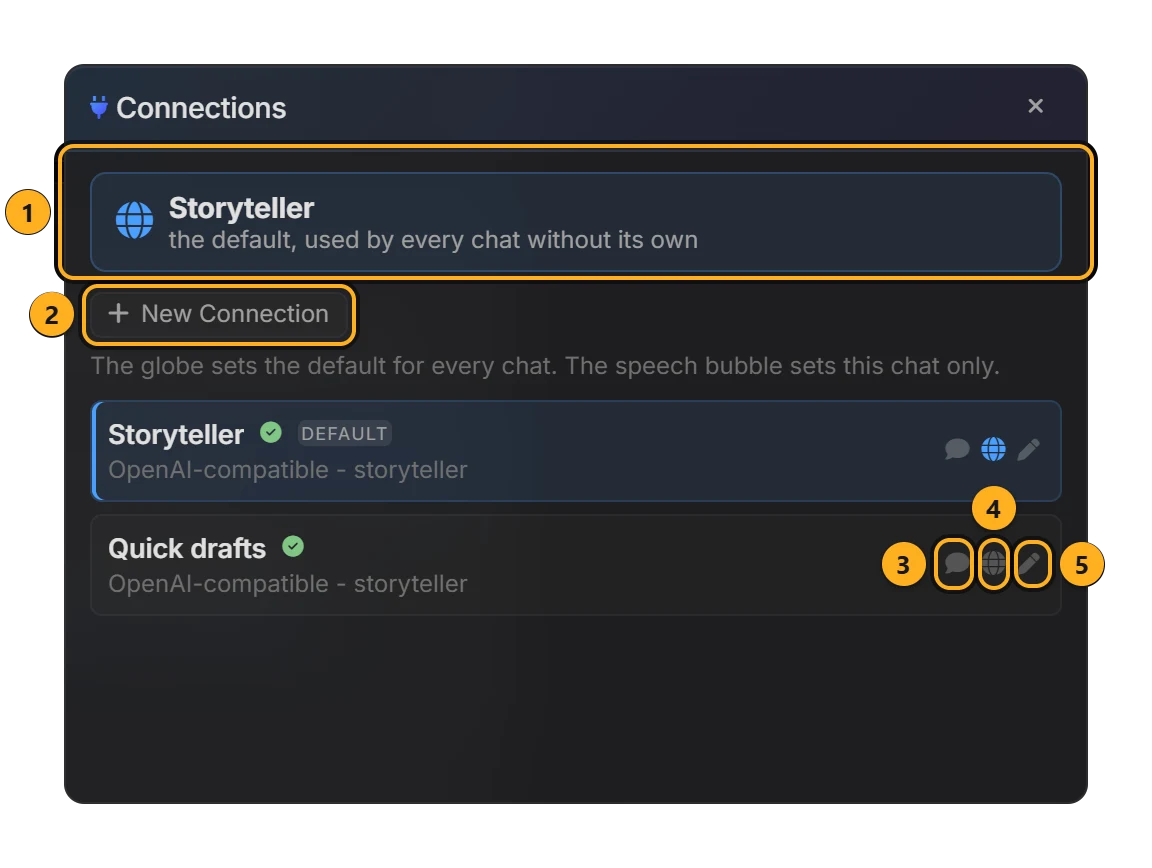 Connections
1
Storyteller
the default, used by every chat without its own
2
+ New Connection
The globe sets the default for every chat. The speech bubble sets this chat only.
Storyteller DEFAULT
OpenAI-compatible - storyteller
4
Quick drafts
OpenAI-compatible - storyteller
3
5